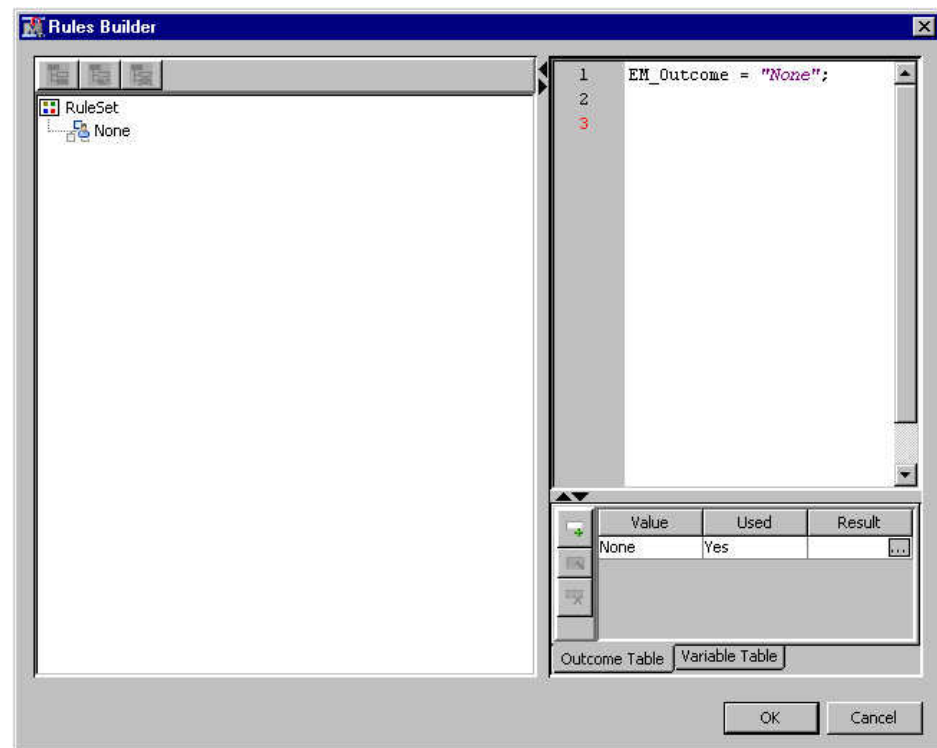 Rules Builder
RuleSet
None
1 EM_Outcome = "None";
2
3
Value Used Result
None Yes ...
Outcome Table Variable Table
OK Cancel